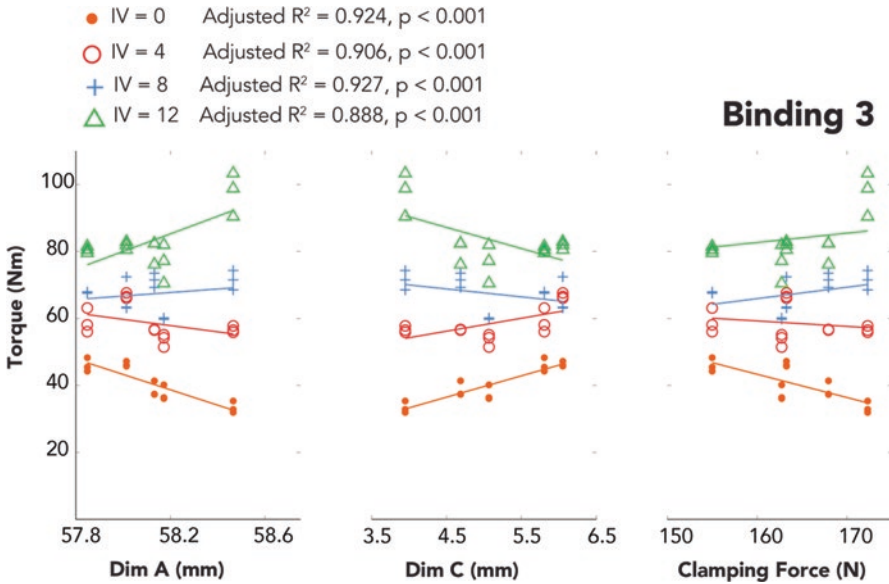 IV = 0 Adjusted R² = 0.924, p < 0.001
IV = 4 Adjusted R² = 0.906, p < 0.001
IV = 8 Adjusted R² = 0.927, p < 0.001
IV = 12 Adjusted R² = 0.888, p < 0.001
Binding 3
Torque (Nm)
100
80
60
40
20
57.8 58.2 58.6
3.5 4.5 5.5 6.5
150 160 170
Dim A (mm)
Dim C (mm)
Clamping Force (N)